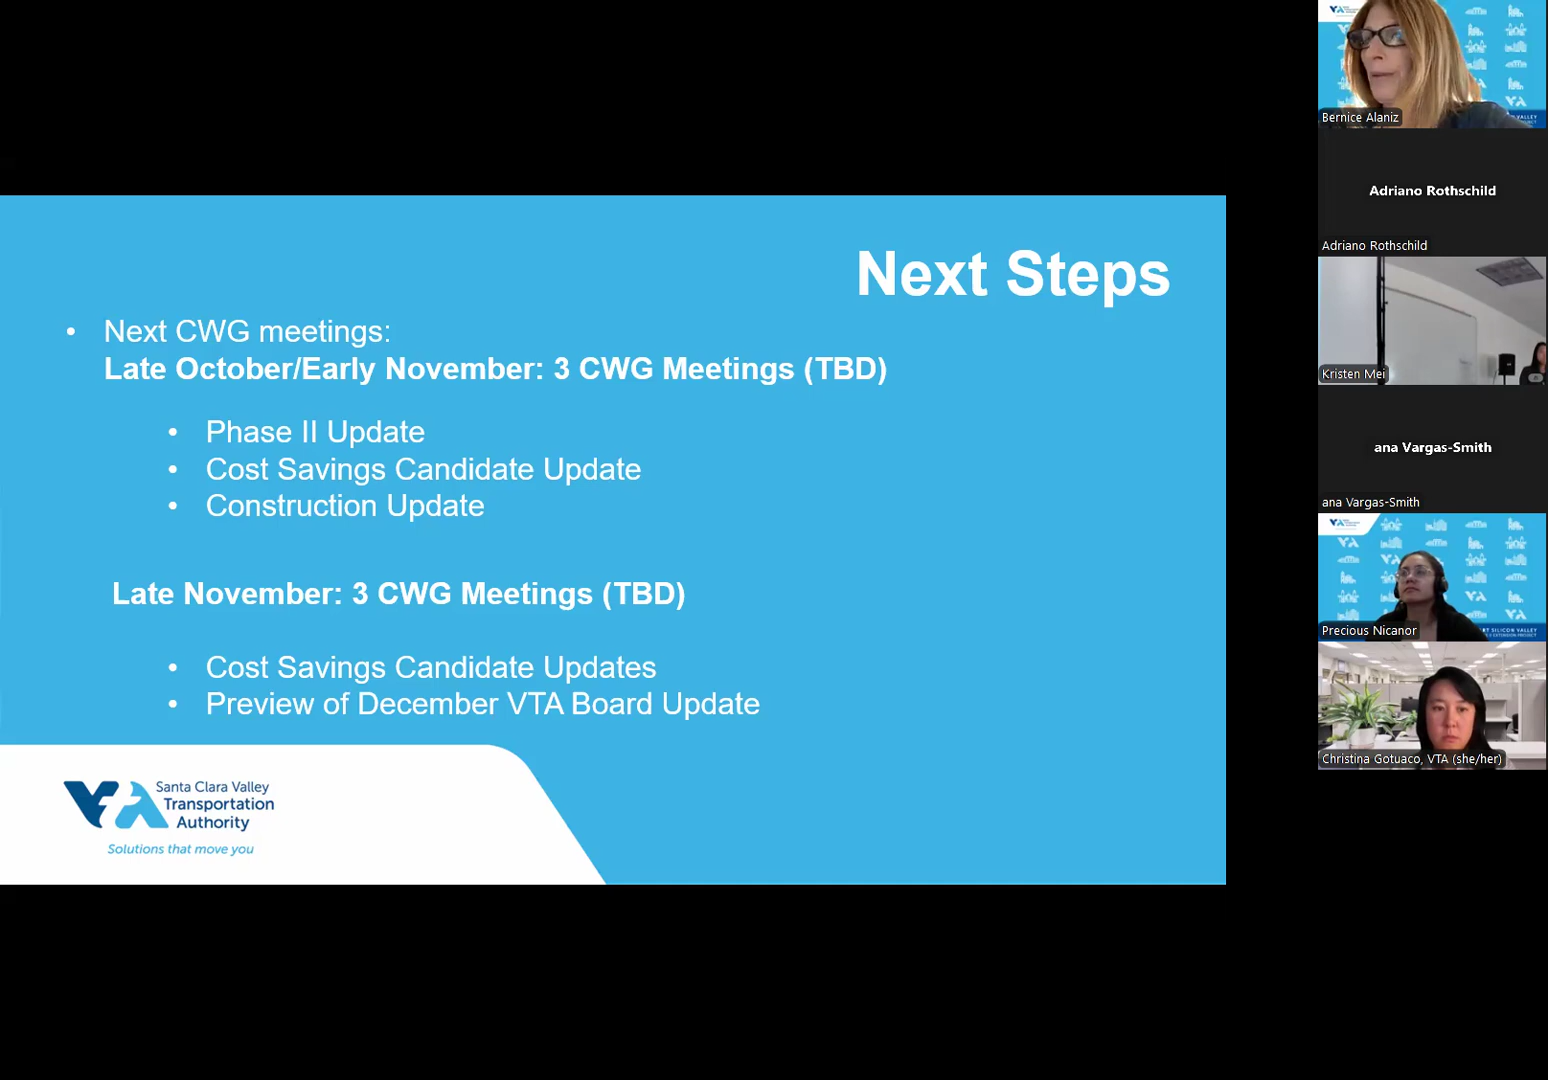 Next Steps
• Next CWG meetings:
Late October/Early November: 3 CWG Meetings (TBD)
• Phase II Update
• Cost Savings Candidate Update
• Construction Update
Late November: 3 CWG Meetings (TBD)
• Cost Savings Candidate Updates
• Preview of December VTA Board Update
VTA
Santa Clara Valley
Transportation
Authority
Solutions that move you
Bernice Alaniz
Adriano Rothschild
Adriano Rothschild
Kristen Mei
ana Vargas-Smith
ana Vargas-Smith
Precious Nicanor
Christina Gotuaco, VTA (she/her)